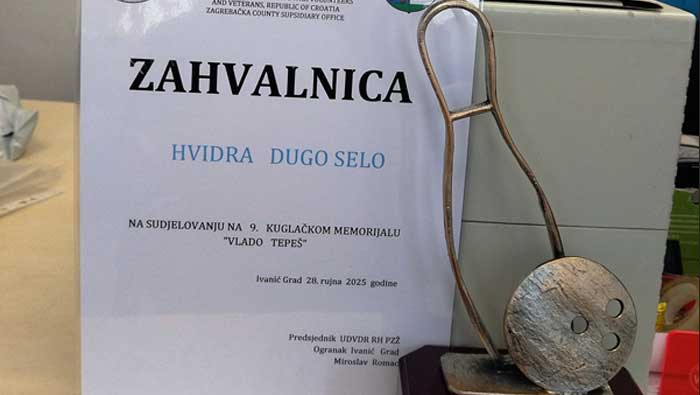 AND VETERANS, REPUBLIC OF CROATIA
ZAGREBAČKA COUNTY SUPSIDIARY OFFICE
ZAHVALNICA
HVIDRA DUGO SELO
NA SUDJELOVANJU NA 9. KUGLAČKOM MEMORIJALU
"VLADO TEPEŠ"
Ivanić Grad 28. rujna 2025 godine
Predsjednik UDVDR RH PZŽ
Ogranak Ivanić Grad
Miroslav Romac